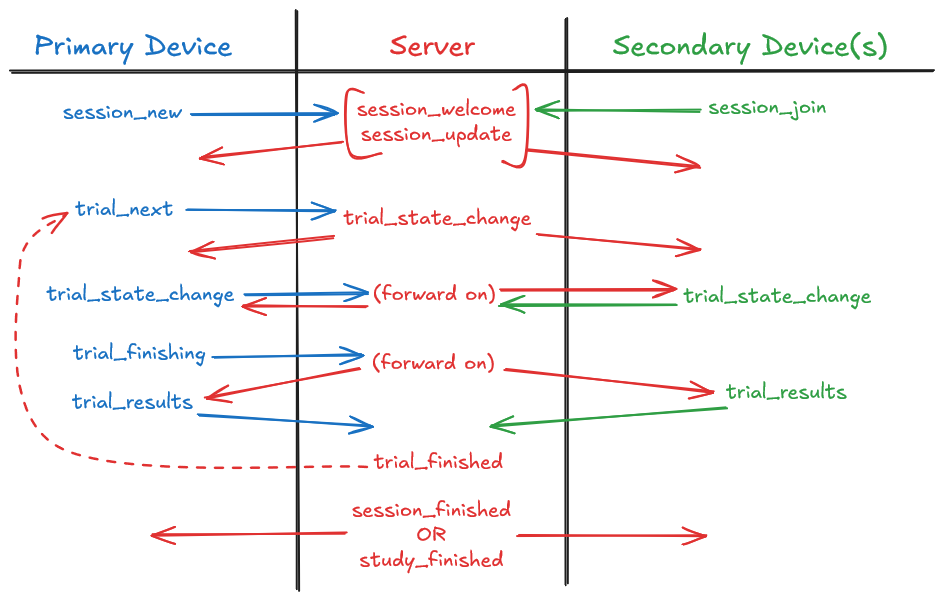 Primary Device
Server
Secondary Device(s)
session_new
session_welcome
session_update
session_join
trial_next
trial_state_change
trial_state_change
(forward on)
trial_state_change
trial_finishing
(forward on)
trial_results
trial_results
trial_finished
session_finished
OR
study_finished